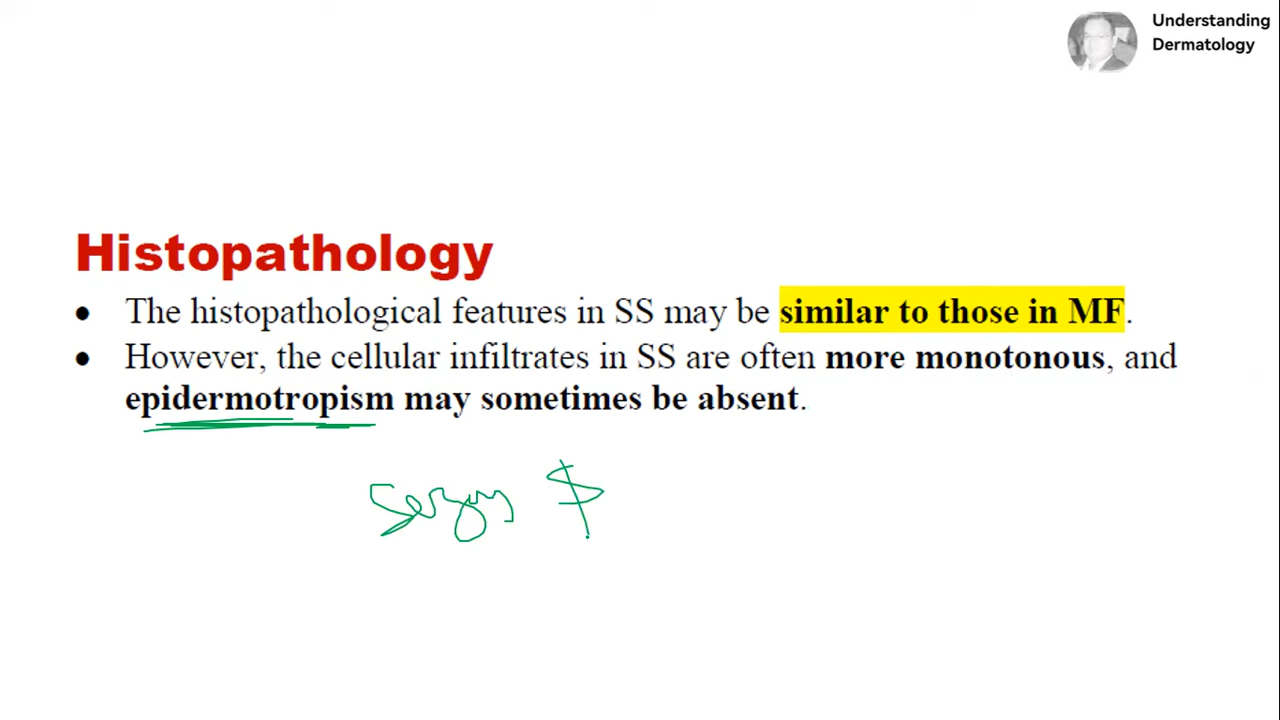 Understanding
Dermatology
Histopathology
• The histopathological features in SS may be similar to those in MF.
• However, the cellular infiltrates in SS are often more monotonous, and
epidermotropism may sometimes be absent.
$